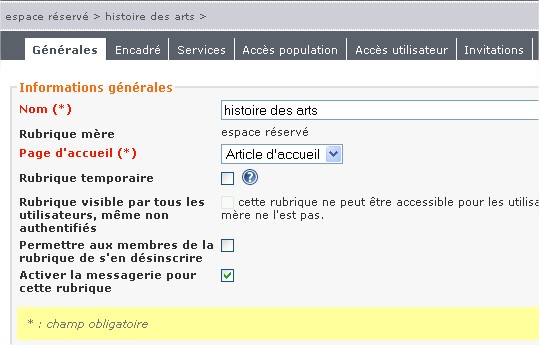 espace réservé > histoire des arts >
Générales Encadré Services Accès population Accès utilisateur Invitations
Informations générales
Nom (*) histoire des arts
Rubrique mère espace réservé
Page d'accueil (*) Article d'accueil
Rubrique temporaire ?
Rubrique visible par tous les cette rubrique ne peut être accessible pour les utilisa
utilisateurs, même non mère ne l'est pas.
authentifiés
Permettre aux membres de la
rubrique de s'en désinscrire
Activer la messagerie pour
cette rubrique
* : champ obligatoire